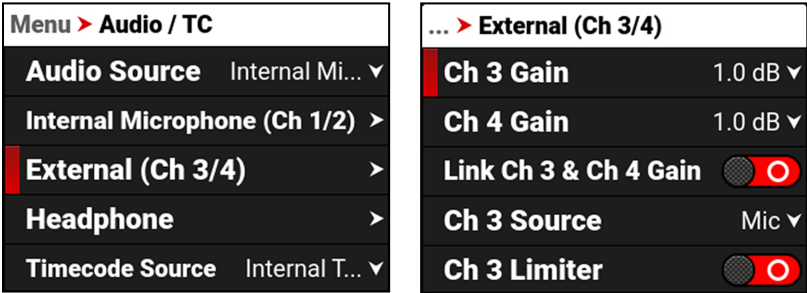 Menu > Audio / TC
Audio Source Internal Mi...
Internal Microphone (Ch 1/2) >
External (Ch 3/4) >
Headphone >
Timecode Source Internal T...
... > External (Ch 3/4)
Ch 3 Gain 1.0 dB
Ch 4 Gain 1.0 dB
Link Ch 3 & Ch 4 Gain
Ch 3 Source Mic
Ch 3 Limiter